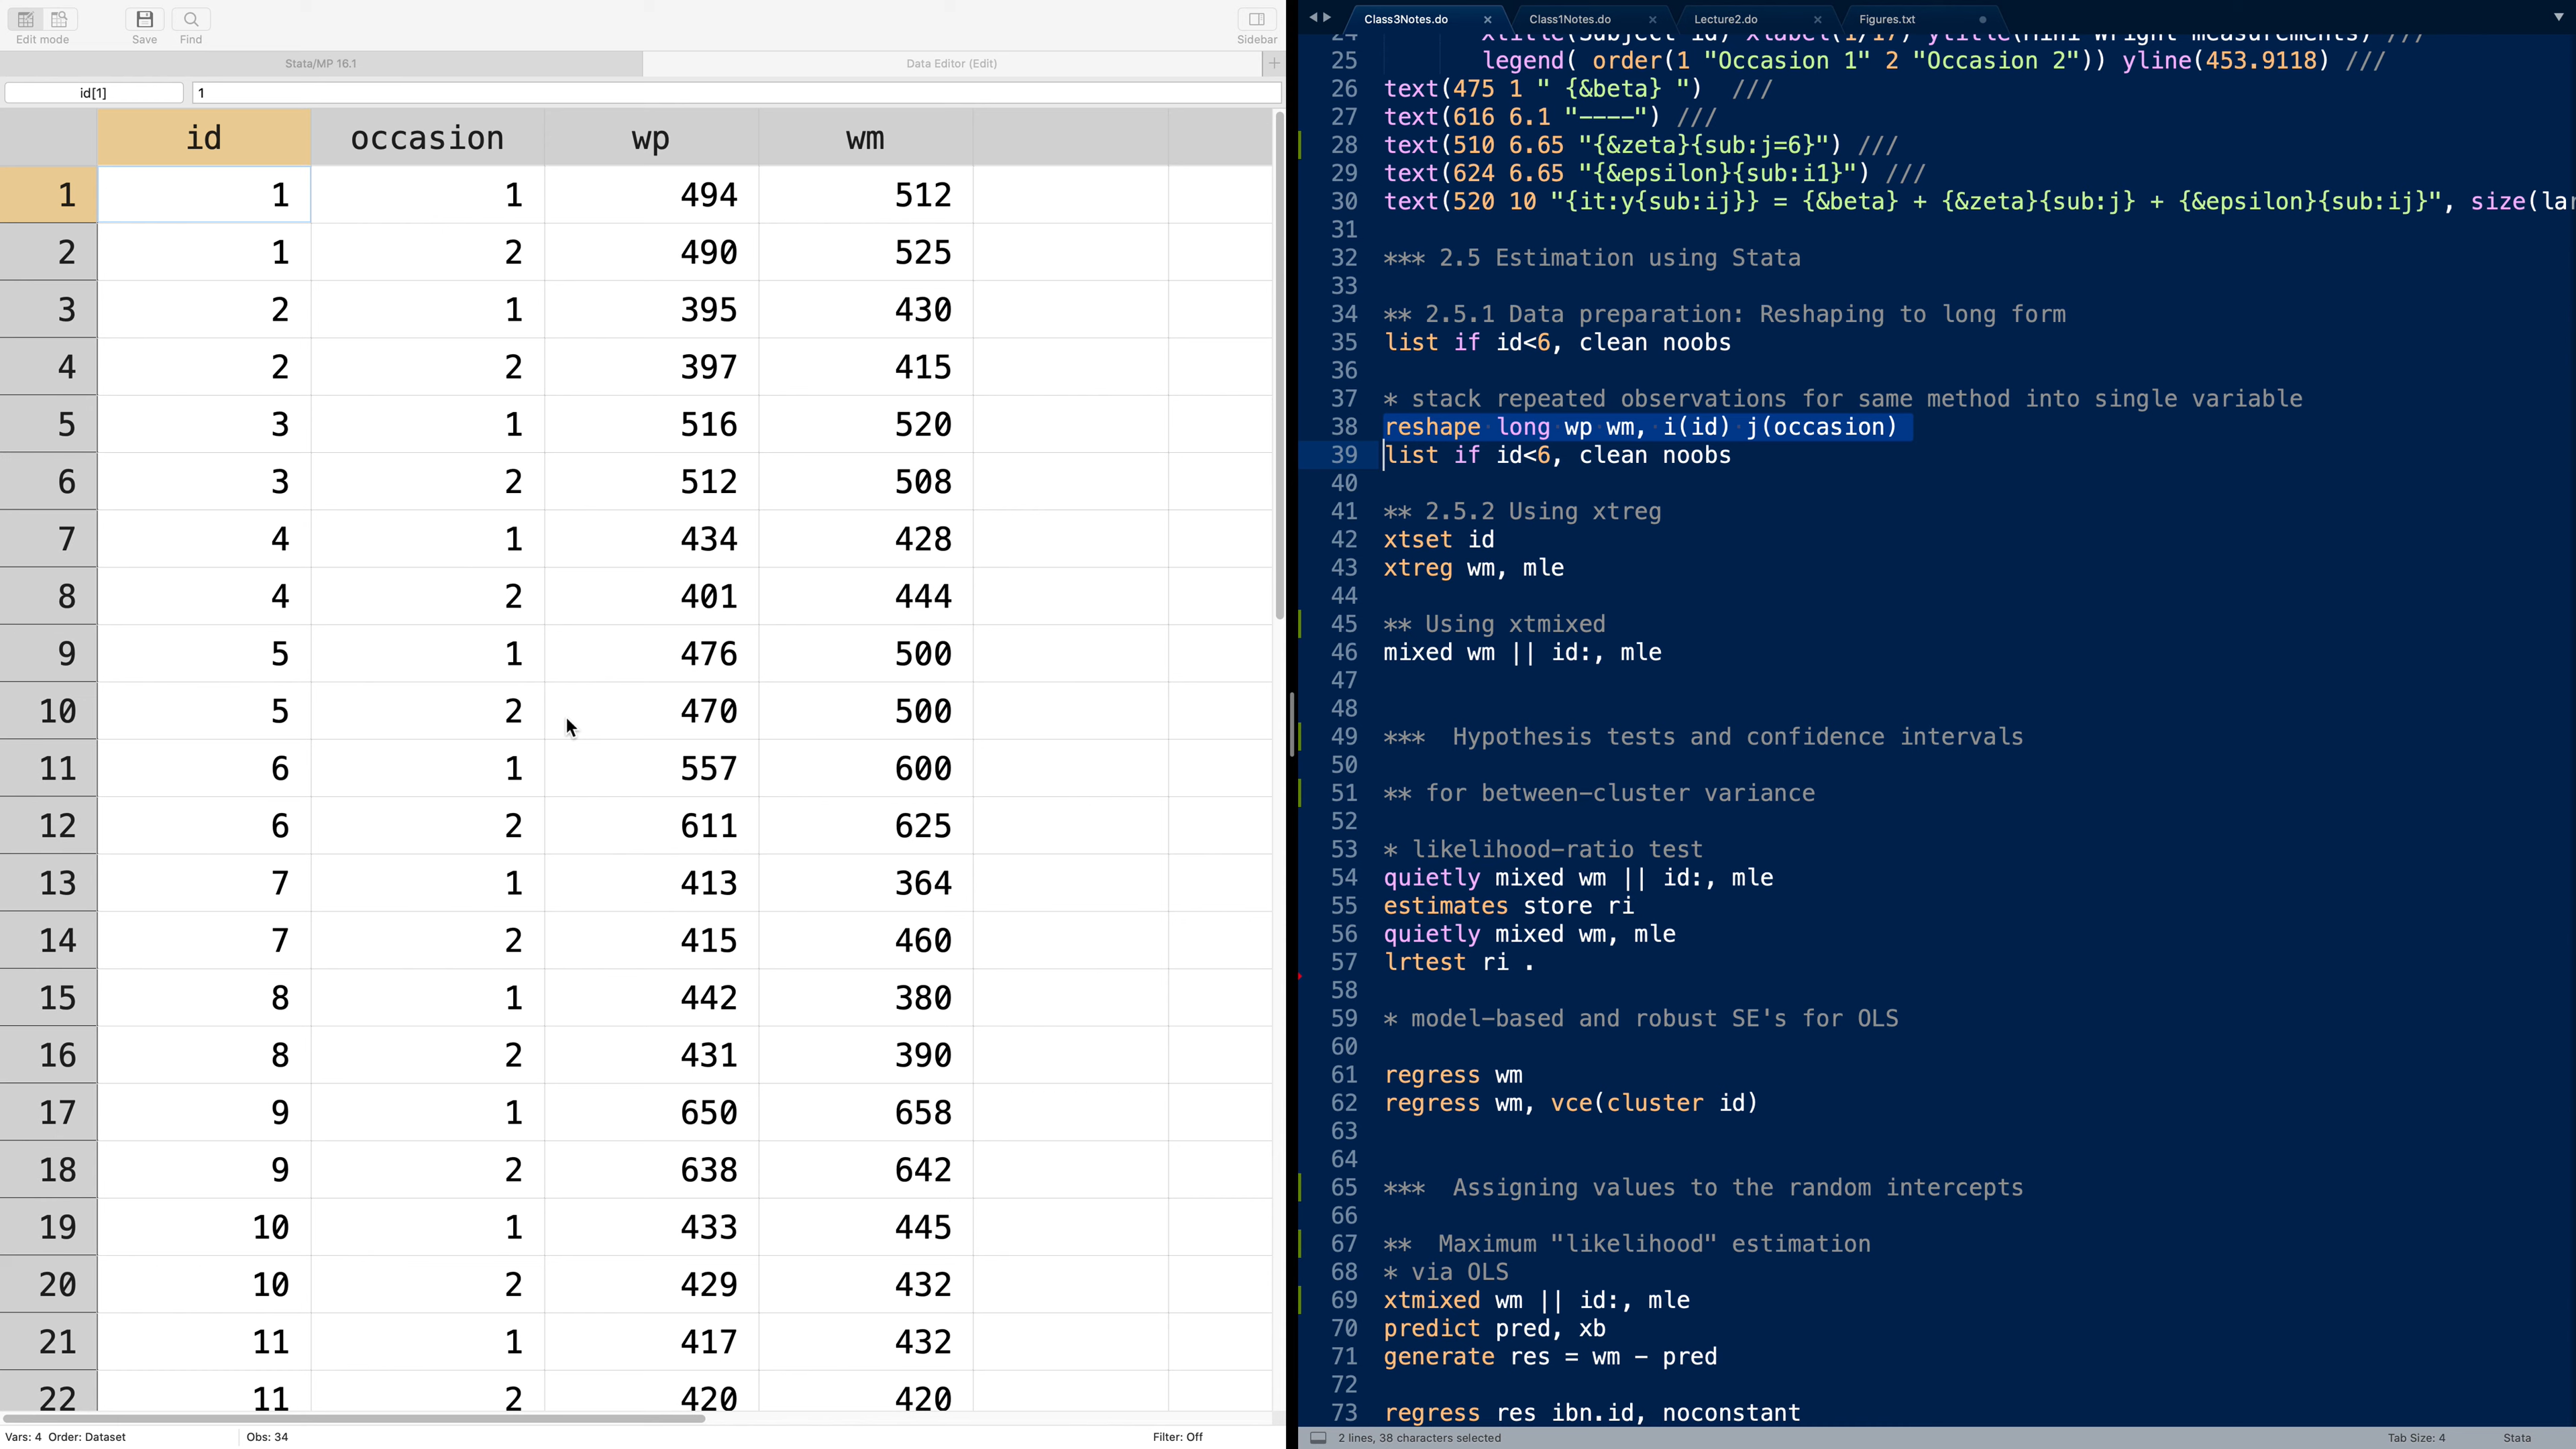 Edit mode
Save
Find
Sidebar
Stata/MP 16.1
Data Editor (Edit)
id[1]
1
id occasion wp wm
1 1 1 494 512
2 1 2 490 525
3 2 1 395 430
4 2 2 397 415
5 3 1 516 520
6 3 2 512 508
7 4 1 434 428
8 4 2 401 444
9 5 1 476 500
10 5 2 470 500
11 6 1 557 600
12 6 2 611 625
13 7 1 413 364
14 7 2 415 460
15 8 1 442 380
16 8 2 431 390
17 9 1 650 658
18 9 2 638 642
19 10 1 433 445
20 10 2 429 432
21 11 1 417 432
22 11 2 420 420
Vars: 4 Order: Dataset
Obs: 34
Filter: Off
Class3Notes.do
Class1Notes.do
Lecture2.do
Figures.txt
24 xtitle(Subject id) xlabel(1/17) ytitle(Mini Wright measurements) ///
25 legend( order(1 "Occasion 1" 2 "Occasion 2")) yline(453.9118) ///
26 text(475 1 " {&beta} ") ///
27 text(616 6.1 "----") ///
28 text(510 6.65 "{&zeta}{sub:j=6}") ///
29 text(624 6.65 "{&epsilon}{sub:i1}") ///
30 text(520 10 "{it:y{sub:ij}} = {&beta} + {&zeta}{sub:j} + {&epsilon}{sub:ij}", size(lar
31
32 *** 2.5 Estimation using Stata
33
34 ** 2.5.1 Data preparation: Reshaping to long form
35 list if id<6, clean noobs
36
37 * stack repeated observations for same method into single variable
38 reshape long wp wm, i(id) j(occasion)
39 list if id<6, clean noobs
40
41 ** 2.5.2 Using xtreg
42 xtset id
43 xtreg wm, mle
44
45 ** Using xtmixed
46 mixed wm || id:, mle
47
48
49 *** Hypothesis tests and confidence intervals
50
51 ** for between-cluster variance
52
53 * likelihood-ratio test
54 quietly mixed wm || id:, mle
55 estimates store ri
56 quietly mixed wm, mle
57 lrtest ri .
58
59 * model-based and robust SE's for OLS
60
61 regress wm
62 regress wm, vce(cluster id)
63
64
65 *** Assigning values to the random intercepts
66
67 ** Maximum "likelihood" estimation
68 * via OLS
69 xtmixed wm || id:, mle
70 predict pred, xb
71 generate res = wm - pred
72
73 regress res ibn.id, noconstant
2 lines, 38 characters selected
Tab Size: 4
Stata